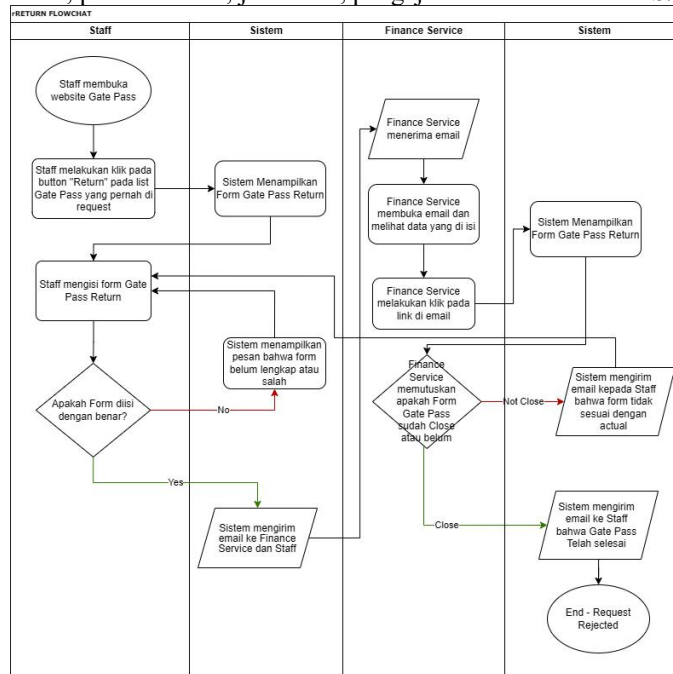 rRETURN FLOWCHAT
Staff
Sistem
Finance Service
Sistem
Staff membuka
website Gate Pass
Staff melakukan klik pada
button "Return" pada list
Gate Pass yang pernah di
request
Sistem Menampilkan
Form Gate Pass Return
Staff mengisi form Gate
Pass Return
Apakah Form diisi
dengan benar?
No
Sistem menampilkan
pesan bahwa form
belum lengkap atau
salah
Yes
Sistem mengirim
email ke Finance
Service dan Staff
Finance Service
menerima email
Finance Service
membuka email dan
melihat data yang di isi
Finance Service
melakukan klik pada
link di email
Sistem Menampilkan
Form Gate Pass Return
Finance
Service
memutuskan
apakah Form
Gate Pass
sudah Close
atau belum
Not Close
Sistem mengirim
email kepada Staff
bahwa form tidak
sesuai dengan
actual
Close
Sistem mengirim
email ke Staff
bahwa Gate Pass
Telah selesai
End - Request
Rejected